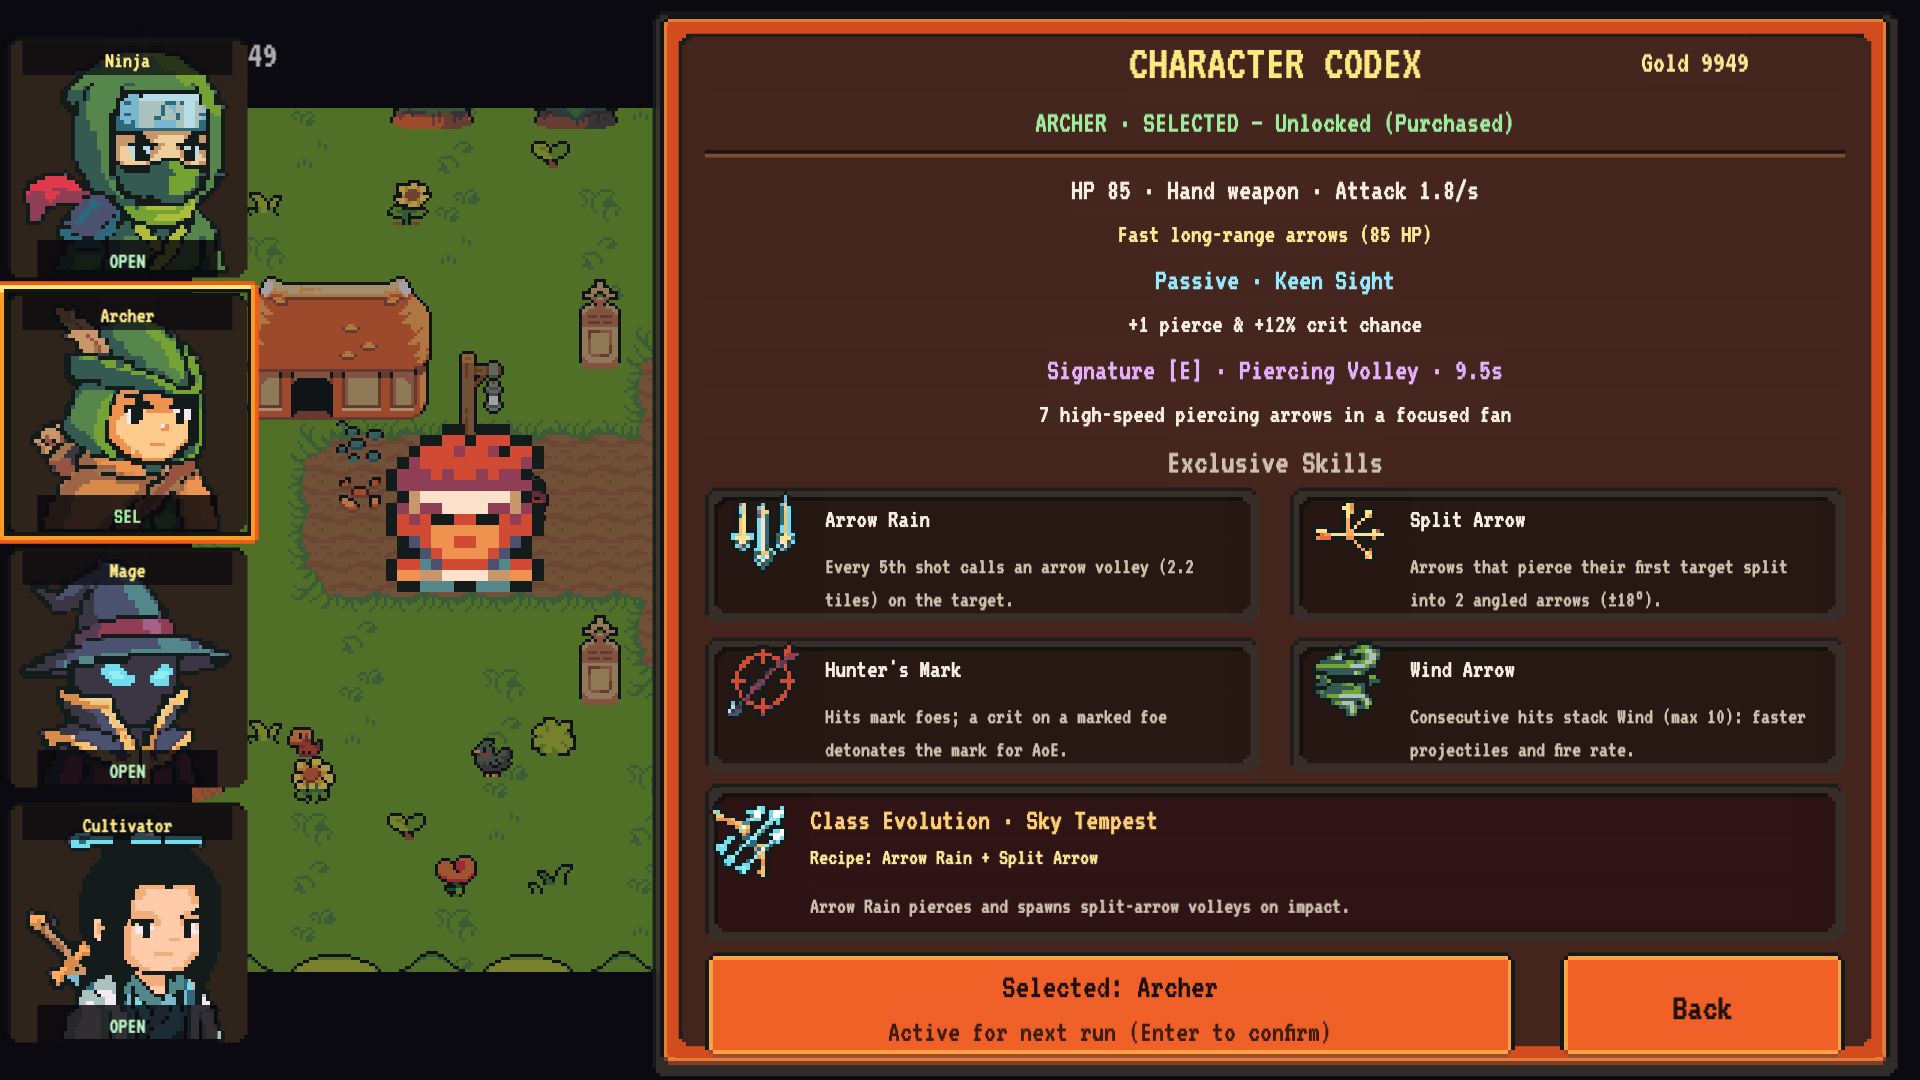 49
Ninja
OPEN
Archer
SEL
Mage
OPEN
Cultivator
OPEN
CHARACTER CODEX
Gold 9949
ARCHER · SELECTED – Unlocked (Purchased)
HP 85 · Hand weapon · Attack 1.8/s
Fast long-range arrows (85 HP)
Passive · Keen Sight
+1 pierce & +12% crit chance
Signature [E] · Piercing Volley · 9.5s
7 high-speed piercing arrows in a focused fan
Exclusive Skills
Arrow Rain
Every 5th shot calls an arrow volley (2.2
tiles) on the target.
Split Arrow
Arrows that pierce their first target split
into 2 angled arrows (±18°).
Hunter's Mark
Hits mark foes; a crit on a marked foe
detonates the mark for AoE.
Wind Arrow
Consecutive hits stack Wind (max 10): faster
projectiles and fire rate.
Class Evolution · Sky Tempest
Recipe: Arrow Rain + Split Arrow
Arrow Rain pierces and spawns split-arrow volleys on impact.
Selected: Archer
Active for next run (Enter to confirm)
Back